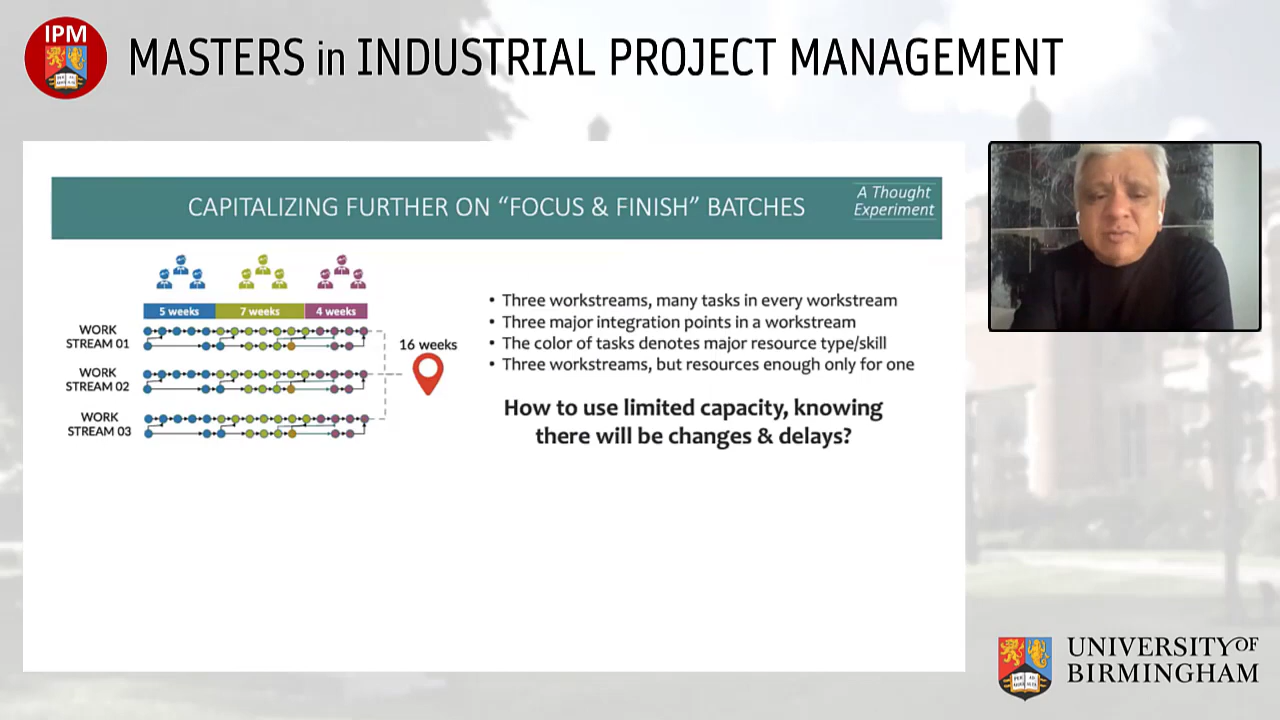 IPM
MASTERS in INDUSTRIAL PROJECT MANAGEMENT
CAPITALIZING FURTHER ON “FOCUS & FINISH” BATCHES
A Thought
Experiment
5 weeks
7 weeks
4 weeks
WORK
STREAM 01
WORK
STREAM 02
WORK
STREAM 03
16 weeks
• Three workstreams, many tasks in every workstream
• Three major integration points in a workstream
• The color of tasks denotes major resource type/skill
• Three workstreams, but resources enough only for one
How to use limited capacity, knowing
there will be changes & delays?
UNIVERSITY OF
BIRMINGHAM